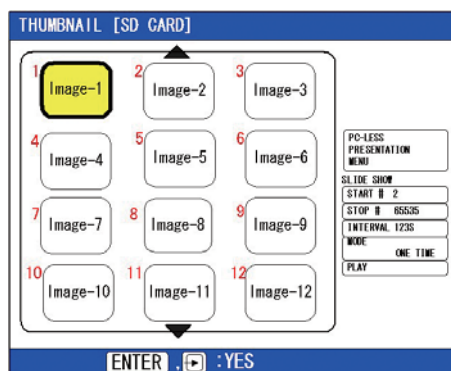 THUMBNAIL [SD CARD]
1 2 3
Image-1 Image-2 Image-3
4 5 6
Image-4 Image-5 Image-6
7 8 9
Image-7 Image-8 Image-9
10 11 12
Image-10 Image-11 Image-12
PC-LESS
PRESENTATION
MENU
SLIDE SHOW
START # 2
STOP # 65535
INTERVAL 123S
MODE
ONE TIME
PLAY
ENTER , :YES